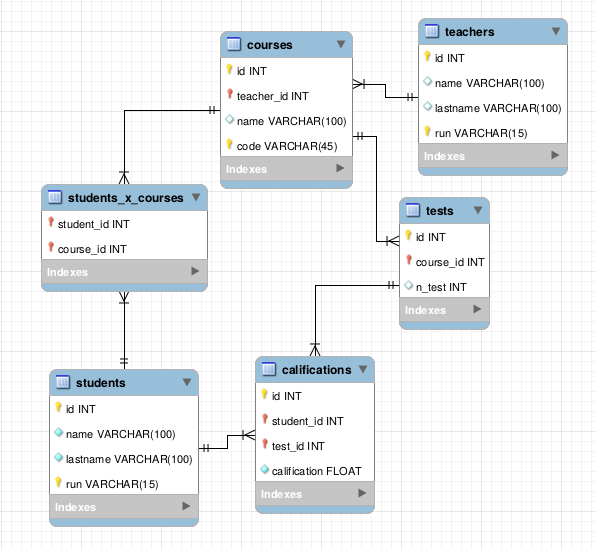 courses
id INT
teacher_id INT
name VARCHAR(100)
code VARCHAR(45)
Indexes
teachers
id INT
name VARCHAR(100)
lastname VARCHAR(100)
run VARCHAR(15)
Indexes
students_x_courses
student_id INT
course_id INT
Indexes
tests
id INT
course_id INT
n_test INT
Indexes
students
id INT
name VARCHAR(100)
lastname VARCHAR(100)
run VARCHAR(15)
Indexes
califications
id INT
student_id INT
test_id INT
calification FLOAT
Indexes